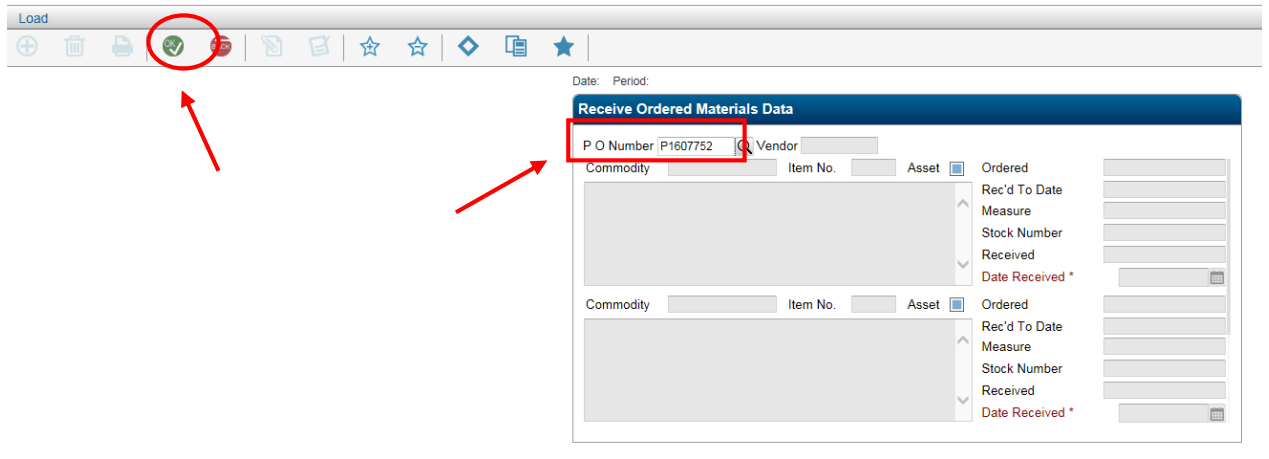 Load
OK BACK
Date: Period:
Receive Ordered Materials Data
P O Number P1607752 Vendor
Commodity Item No. Asset Ordered
Rec'd To Date
Measure
Stock Number
Received
Date Received *
Commodity Item No. Asset Ordered
Rec'd To Date
Measure
Stock Number
Received
Date Received *